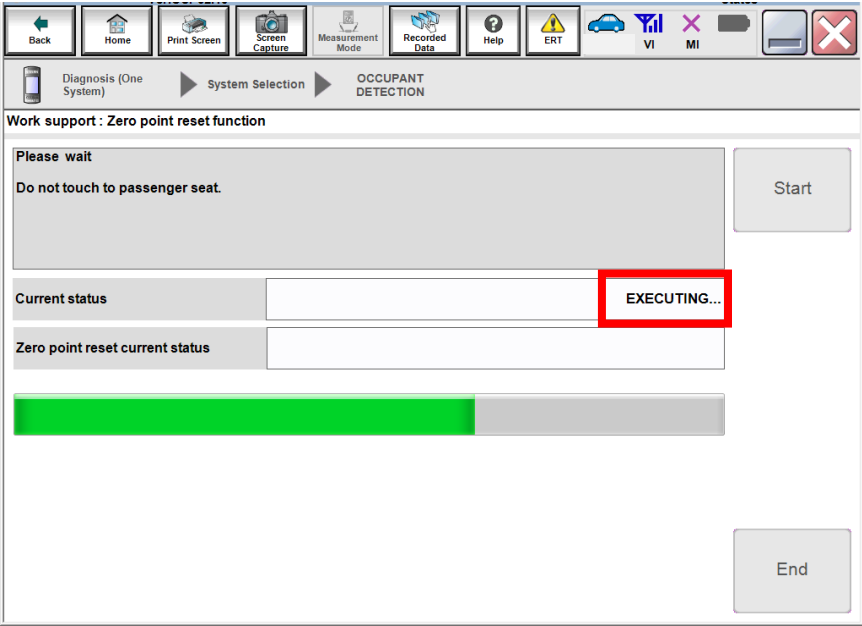 Back
Home
Print Screen
Screen
Capture
Measurement
Mode
Recorded
Data
Help
ERT
VI
MI
Diagnosis (One
System)
System Selection
OCCUPANT
DETECTION
Work support : Zero point reset function
Please wait
Do not touch to passenger seat.
Start
Current status
EXECUTING...
Zero point reset current status
End